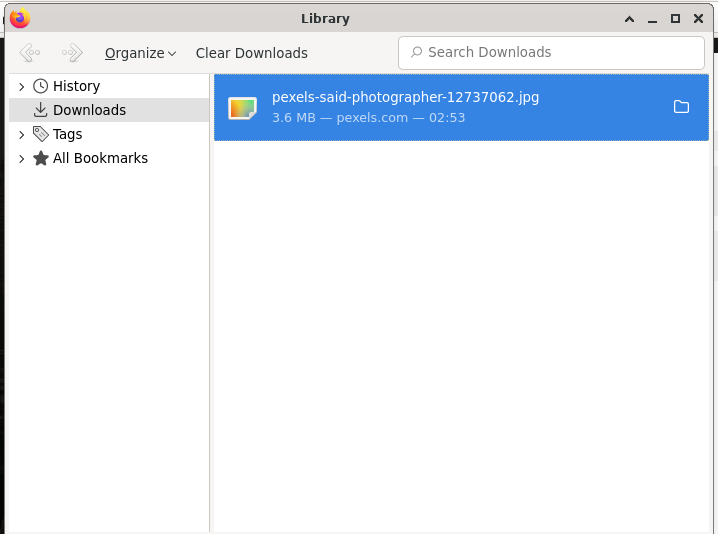 Library
Organize Clear Downloads Search Downloads
History
Downloads
Tags
All Bookmarks
pexels-said-photographer-12737062.jpg
3.6 MB — pexels.com — 02:53